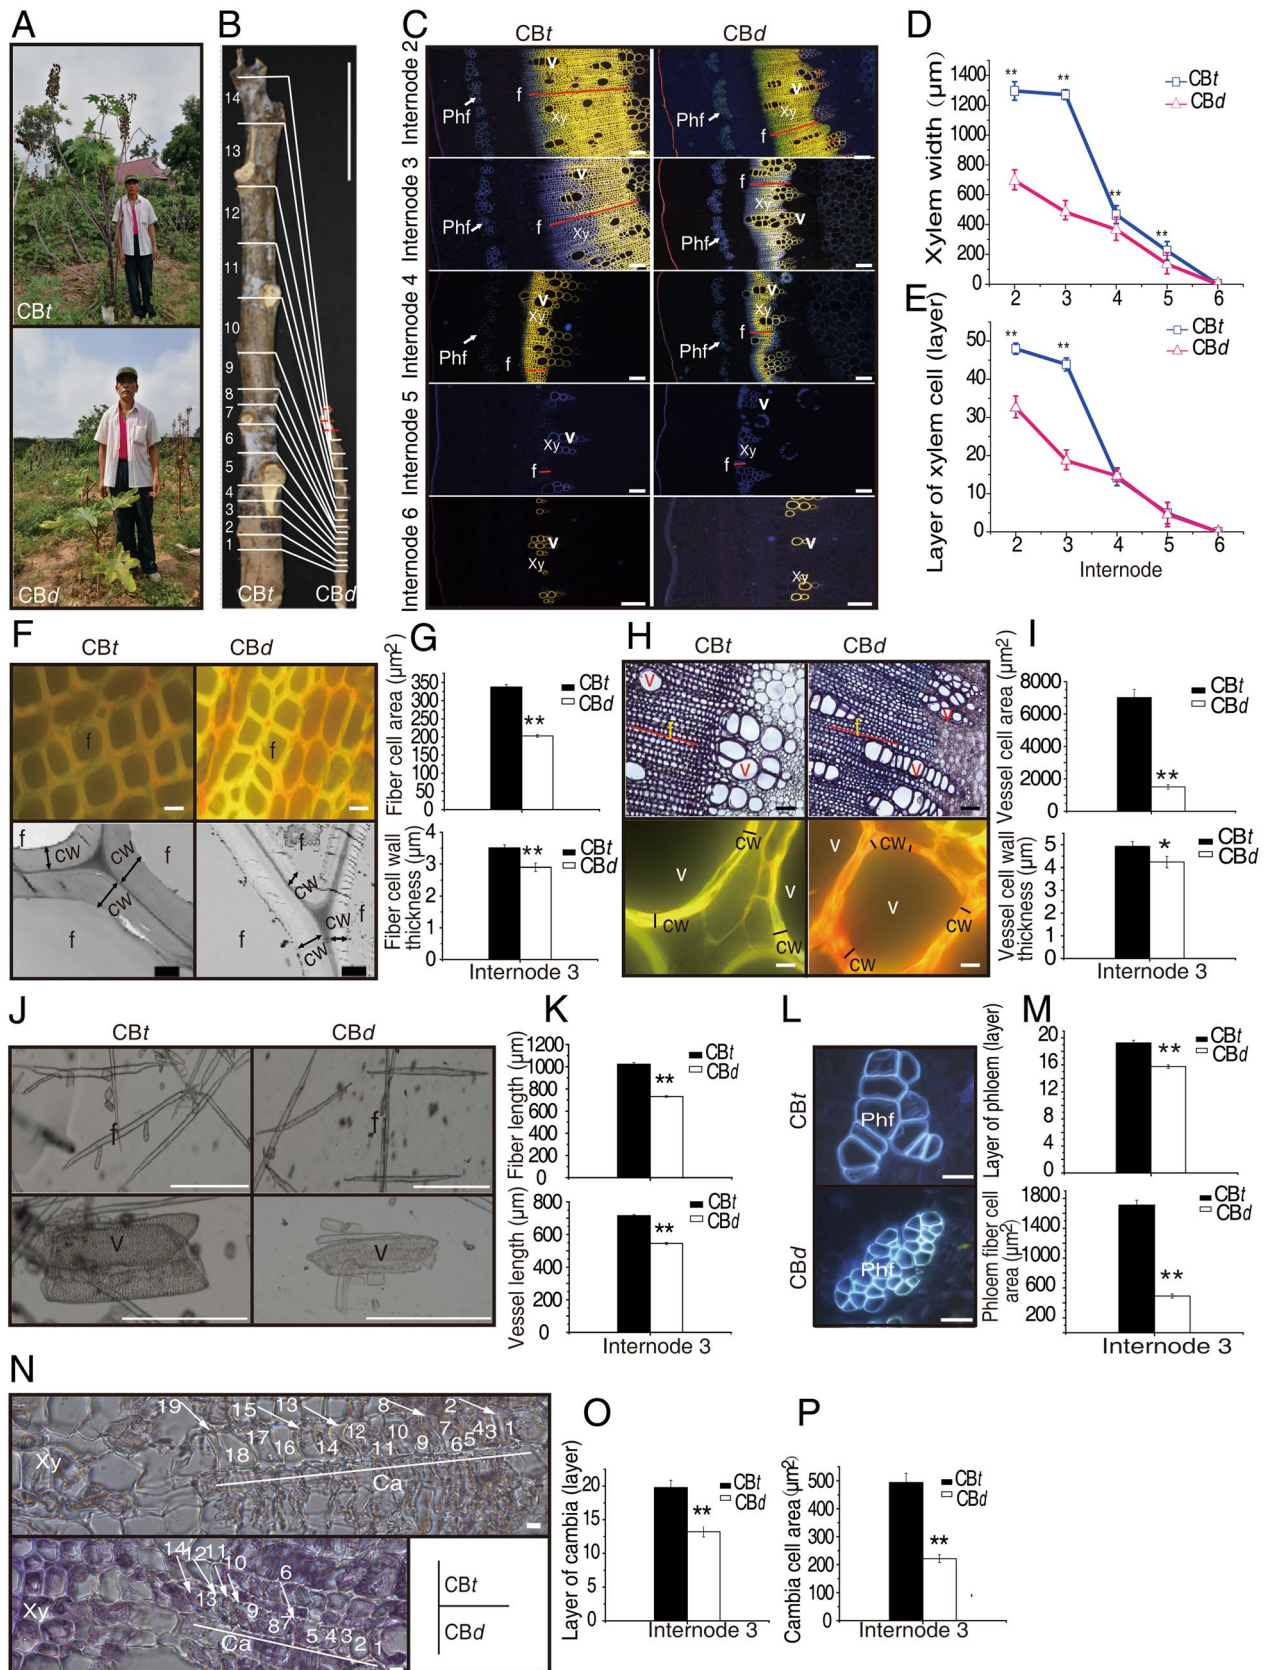 A
CBt
CBd
B
14
13
12
11
10
9
8
7
6
5
4
3
2
1
CBt
CBd
C
CBt
CBd
Internode 2
Phf
f
V
Xy
Phf
f
V
Xy
Internode 3
Phf
f
V
Xy
Phf
f
V
Xy
Internode 4
Phf
f
V
Xy
Phf
f
V
Xy
Internode 5
f
V
Xy
f
V
Xy
Internode 6
V
Xy
V
Xy
D
Xylem width (µm)
1400
1200
1000
800
600
400
200
0
** ** ** **
CBt
CBd
2 3 4 5 6
E
Layer of xylem cell (layer)
50
40
30
20
10
0
** **
CBt
CBd
2 3 4 5 6
Internode
F
CBt
CBd
f
f
f
cw
cw
f
cw
f
f
cw
cw
f
cw
f
G
Fiber cell area (µm²)
350
300
250
200
150
100
50
0
**
CBt
CBd
Fiber cell wall
thickness (µm)
4
3
2
1
0
**
CBt
CBd
Internode 3
H
CBt
CBd
V
f
V
V
f
V
cw
V
V
cw
cw
V
cw
V
cw
cw
I
Vessel cell area (µm²)
8000
6000
4000
2000
0
**
CBt
CBd
Vessel cell wall
thickness (µm)
5
4
3
2
1
0
*
CBt
CBd
Internode 3
J
CBt
CBd
f
f
V
V
K
Fiber length (µm)
1200
1000
800
600
400
200
0
**
CBt
CBd
Vessel length (µm)
800
600
400
200
0
**
CBt
CBd
Internode 3
L
CBt
Phf
CBd
Phf
M
Layer of phloem (layer)
20
16
12
8
4
0
**
CBt
CBd
Phloem fiber cell
area (µm²)
1800
1400
1000
600
200
**
CBt
CBd
Internode 3
N
19 15 13 8 2
18 17 16 14 12 11 10 9 7 6 5 4 3 1
Xy
Ca
14 12 11 10 6
13 9 8 7 5 4 3 2 1
Xy
Ca
CBt
CBd
O
Layer of cambia (layer)
20
15
10
5
0
**
CBt
CBd
Internode 3
P
Cambia cell area (µm²)
500
400
300
200
100
0
**
CBt
CBd
Internode 3